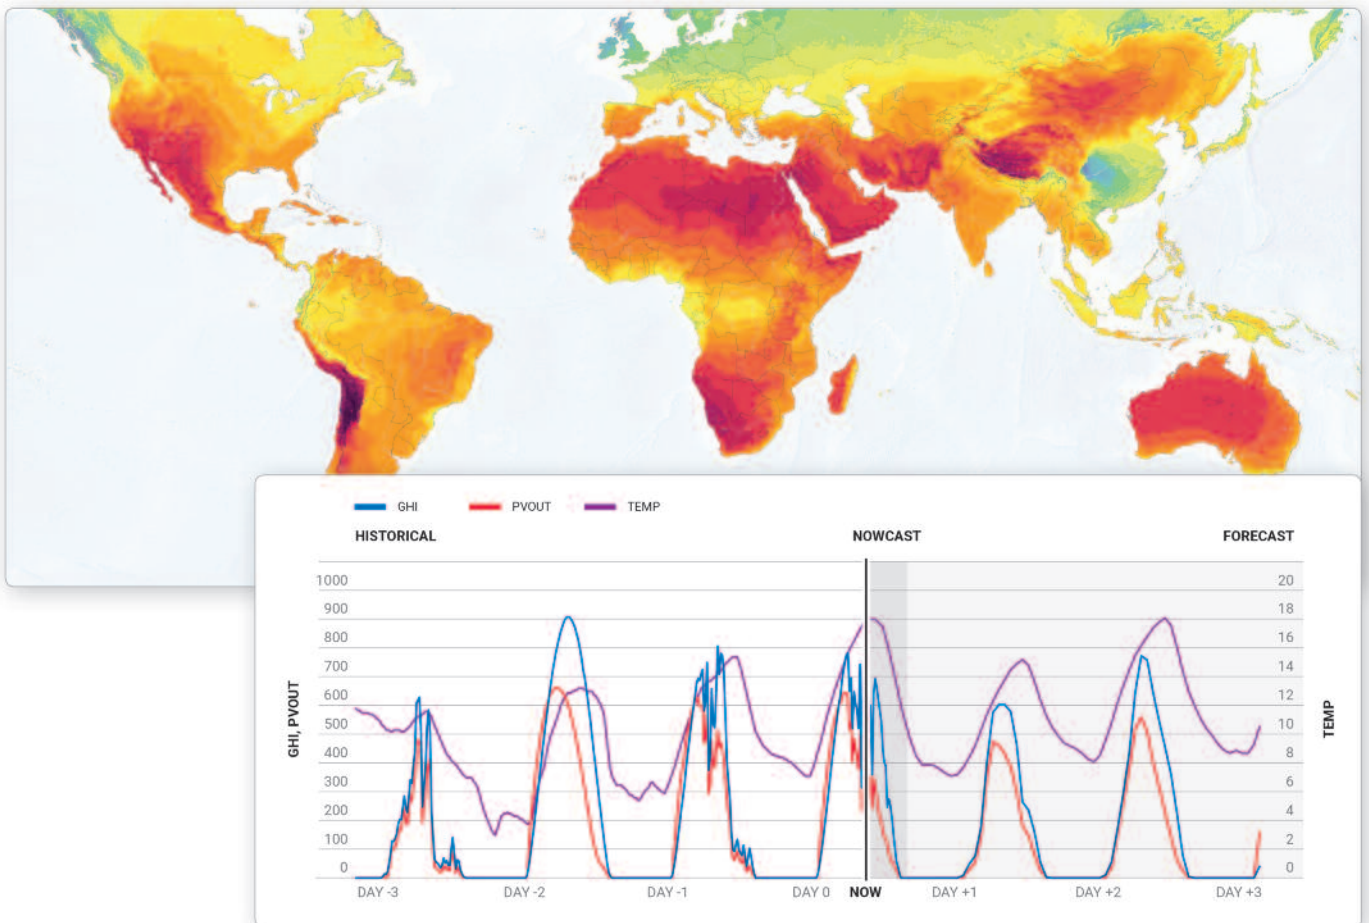 GHI PVOUT TEMP
HISTORICAL NOWCAST FORECAST
1000 20
900 18
800 16
700 14
600 12
500 10
400 8
300 6
200 4
100 2
0 0
GHI, PVOUT
TEMP
DAY -3 DAY -2 DAY -1 DAY 0 NOW DAY +1 DAY +2 DAY +3